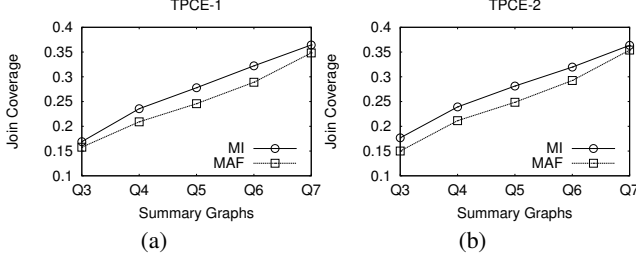 TPCE-1
Join Coverage
0.4
0.35
0.3
0.25
0.2
0.15
0.1
MI
MAF
Q3 Q4 Q5 Q6 Q7
Summary Graphs
(a)
TPCE-2
Join Coverage
0.4
0.35
0.3
0.25
0.2
0.15
0.1
MI
MAF
Q3 Q4 Q5 Q6 Q7
Summary Graphs
(b)